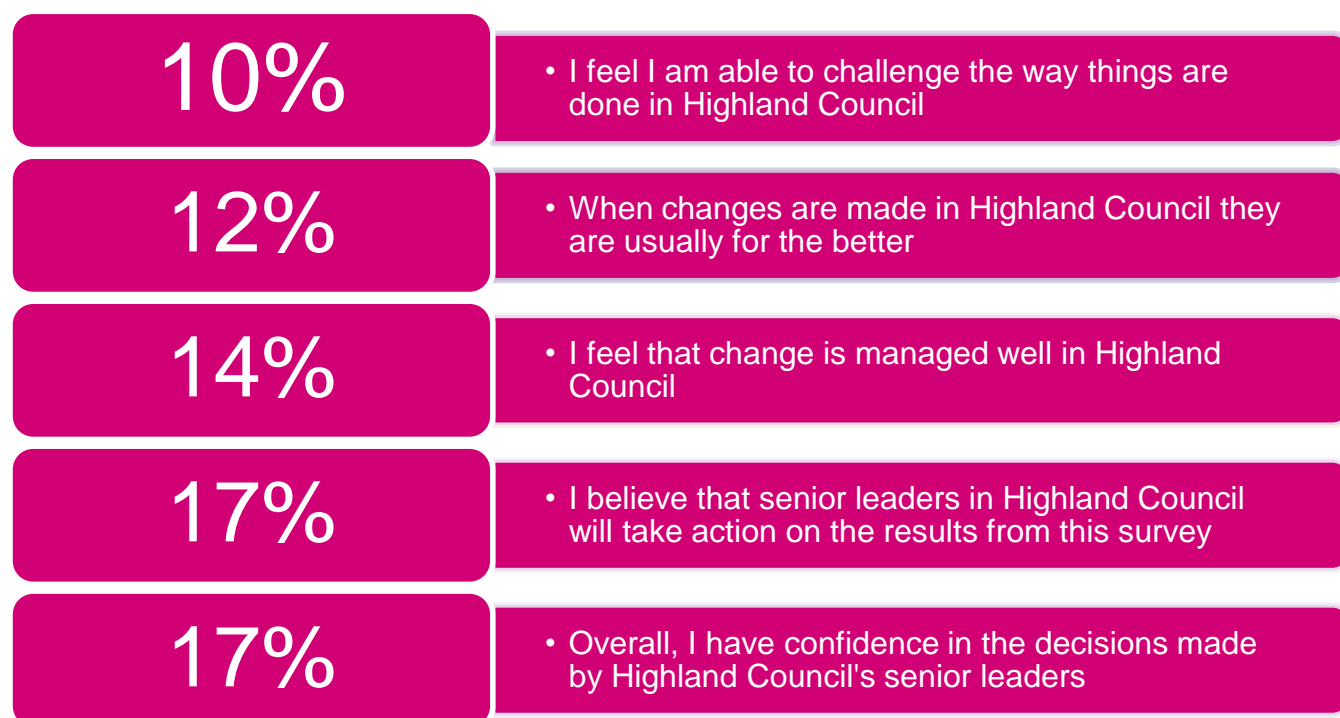 10%
• I feel I am able to challenge the way things are
done in Highland Council
12%
• When changes are made in Highland Council they
are usually for the better
14%
• I feel that change is managed well in Highland
Council
17%
• I believe that senior leaders in Highland Council
will take action on the results from this survey
17%
• Overall, I have confidence in the decisions made
by Highland Council's senior leaders